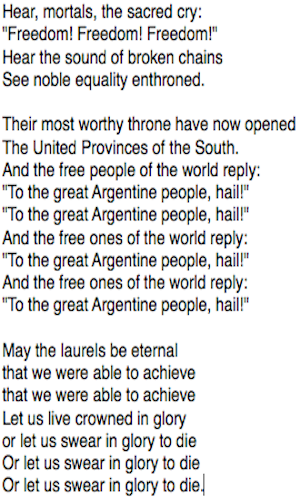 Hear, mortals, the sacred cry:
"Freedom! Freedom! Freedom!"
Hear the sound of broken chains
See noble equality enthroned.

Their most worthy throne have now opened
The United Provinces of the South.
And the free people of the world reply:
"To the great Argentine people, hail!"
"To the great Argentine people, hail!"
And the free ones of the world reply:
"To the great Argentine people, hail!"
And the free ones of the world reply:
"To the great Argentine people, hail!"

May the laurels be eternal
that we were able to achieve
that we were able to achieve
Let us live crowned in glory
or let us swear in glory to die
Or let us swear in glory to die
Or let us swear in glory to die.